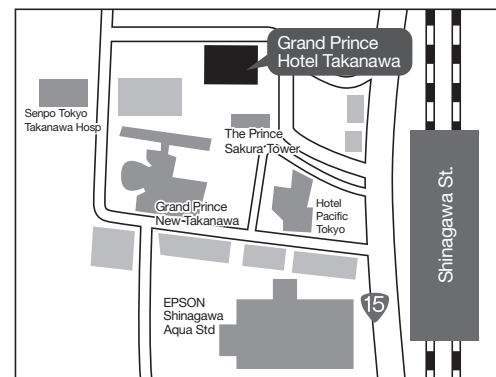 Grand Prince
Hotel Takanawa
Senpo Tokyo
Takanawa Hosp
The Prince
Sakura Tower
Grand Prince
New Takanawa
Hotel
Pacific
Tokyo
Shinagawa St.
EPSON
Shinagawa
Aqua Std
15